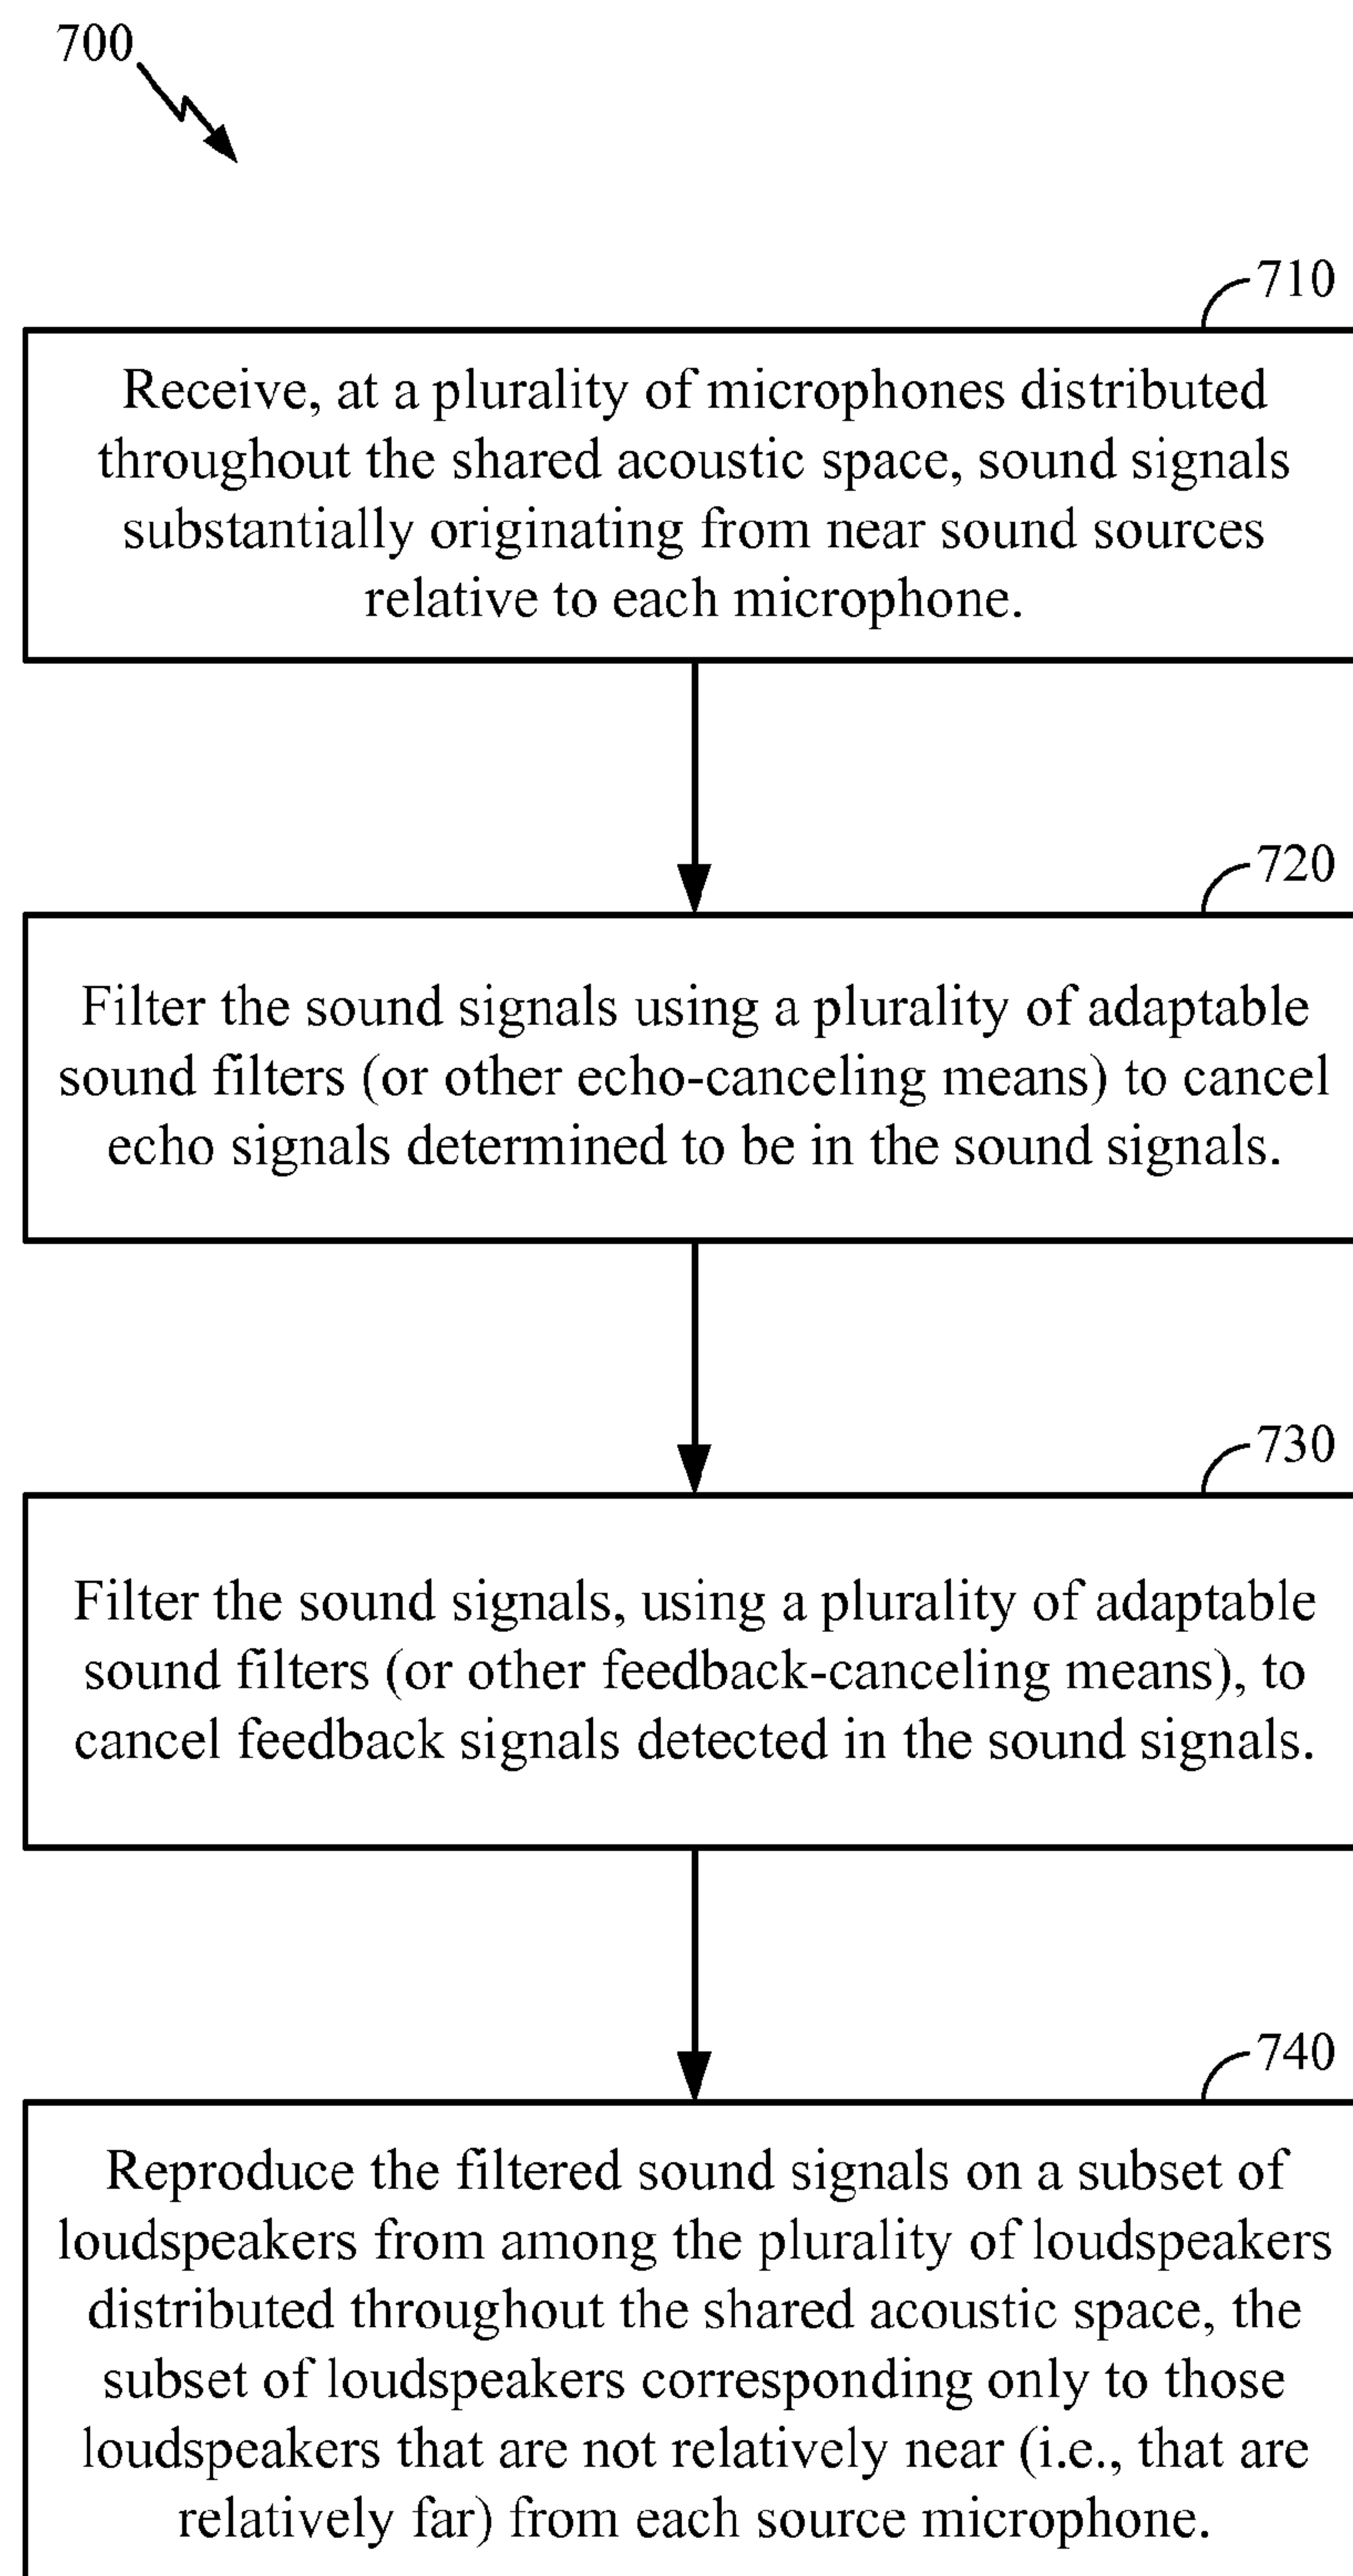 700
710
Receive, at a plurality of microphones distributed
throughout the shared acoustic space, sound signals
substantially originating from near sound sources
relative to each microphone.
720
Filter the sound signals using a plurality of adaptable
sound filters (or other echo-canceling means) to cancel
echo signals determined to be in the sound signals.
730
Filter the sound signals, using a plurality of adaptable
sound filters (or other feedback-canceling means), to
cancel feedback signals detected in the sound signals.
740
Reproduce the filtered sound signals on a subset of
loudspeakers from among the plurality of loudspeakers
distributed throughout the shared acoustic space, the
subset of loudspeakers corresponding only to those
loudspeakers that are not relatively near (i.e., that are
relatively far) from each source microphone.